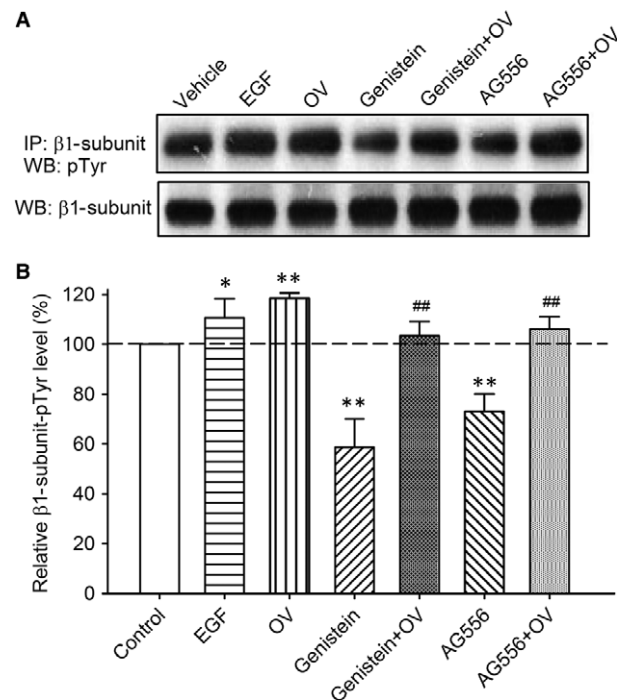 A
Vehicle
EGF
OV
Genistein
Genistein+OV
AG556
AG556+OV
IP: β1-subunit
WB: pTyr
WB: β1-subunit
B
Relative β1-subunit-pTyr level (%)
120
100
80
60
40
20
0
*
**
**
##
**
##
Control
EGF
OV
Genistein
Genistein+OV
AG556
AG556+OV